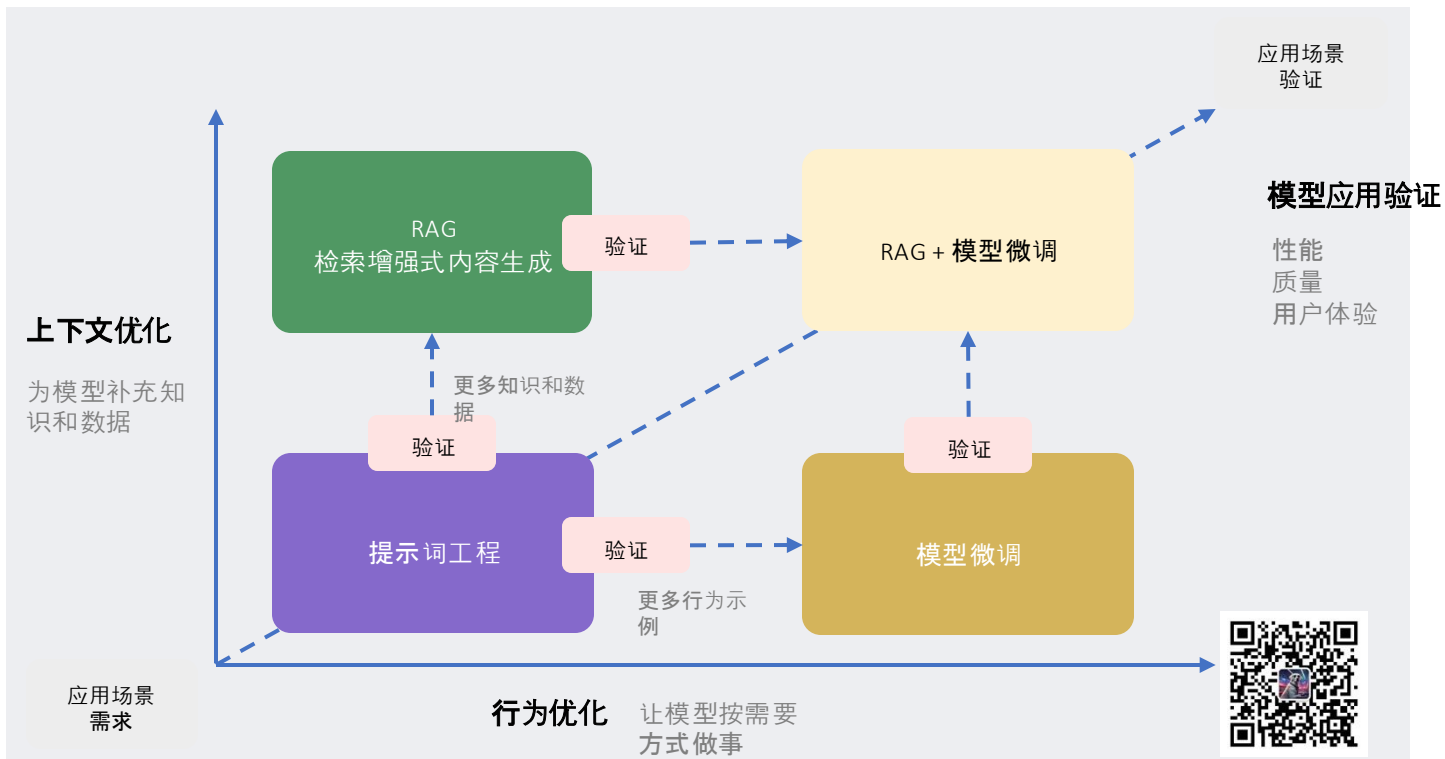 应用场景
验证
模型应用验证
性能
质量
用户体验
RAG
检索增强式内容生成
验证
RAG + 模型微调
上下文优化
为模型补充知
识和数据
更多知识和数
据
验证
验证
提示词工程
验证
模型微调
更多行为示
例
应用场景
需求
行为优化
让模型按需要
方式做事